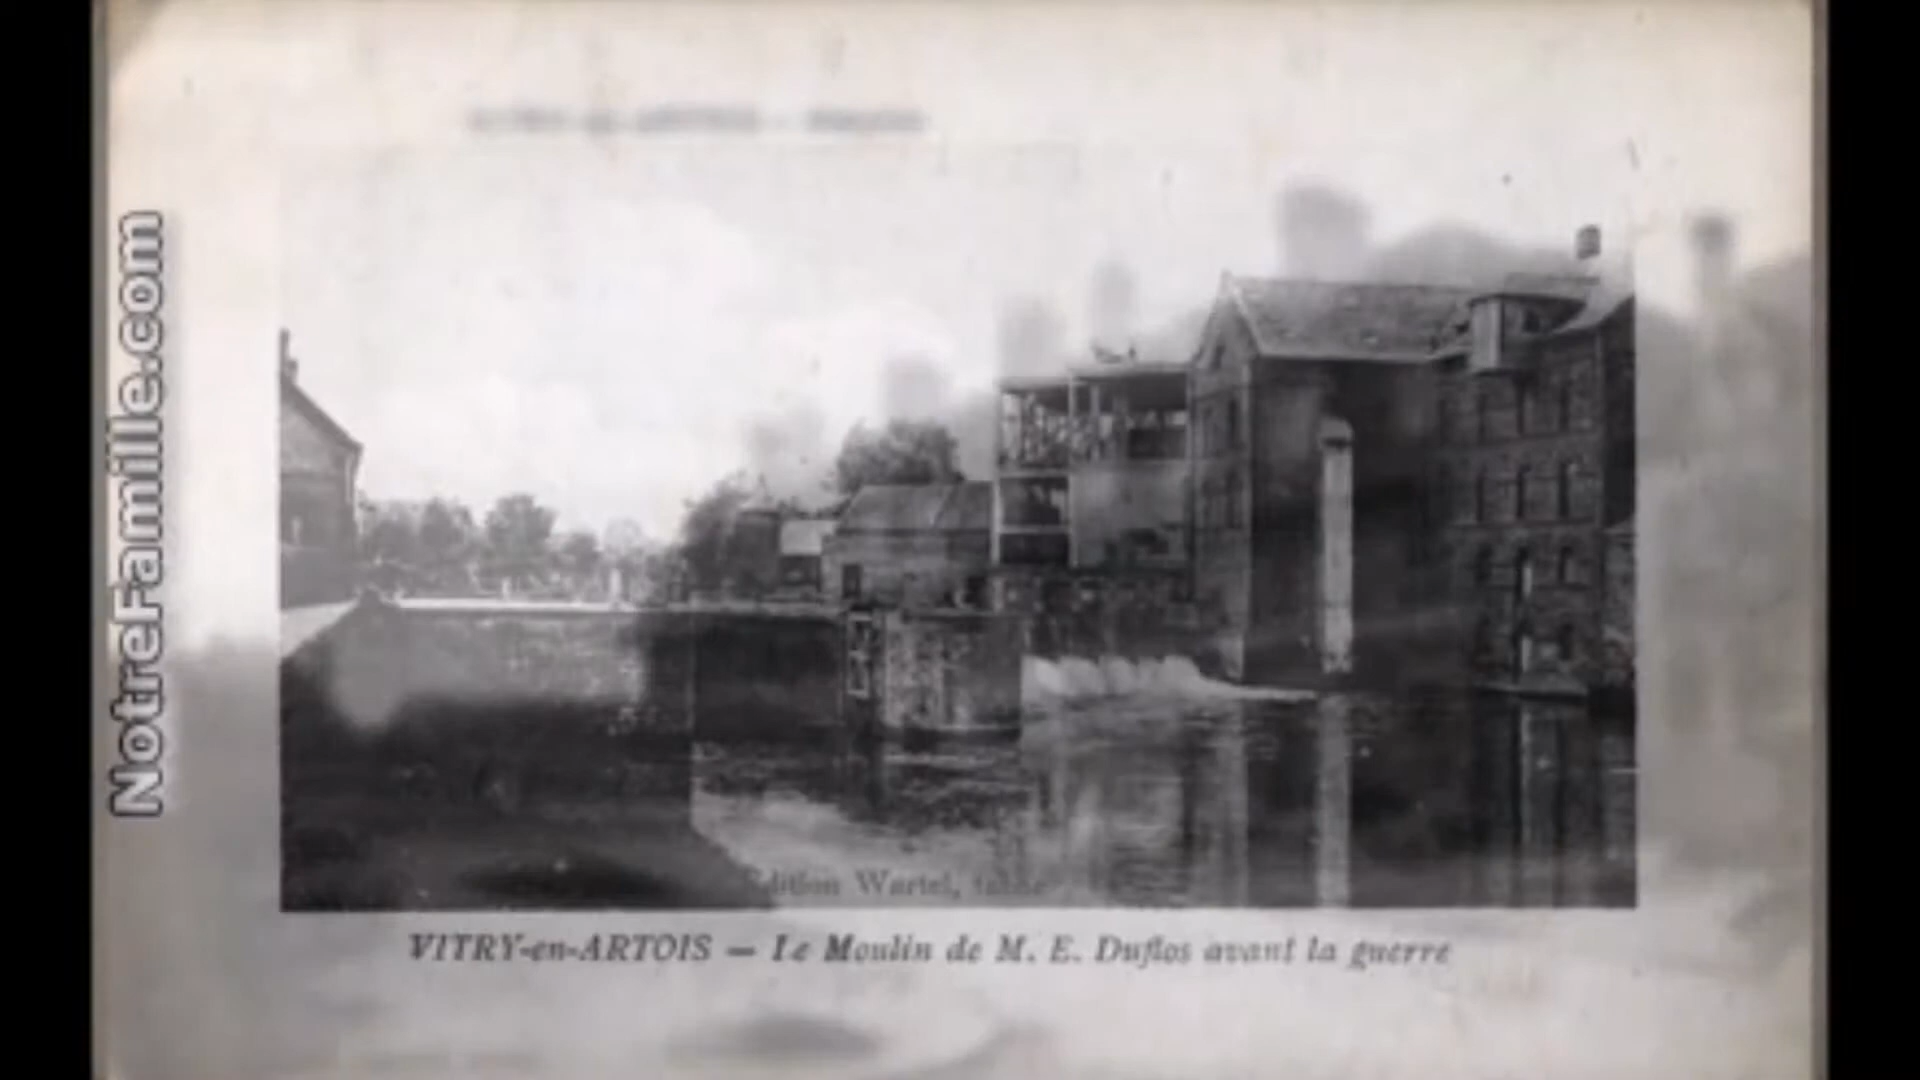 NotreFamille.com
Edition Wartel,
VITRY-en-ARTOIS — Le Moulin de M. E. Duflos avant la guerre